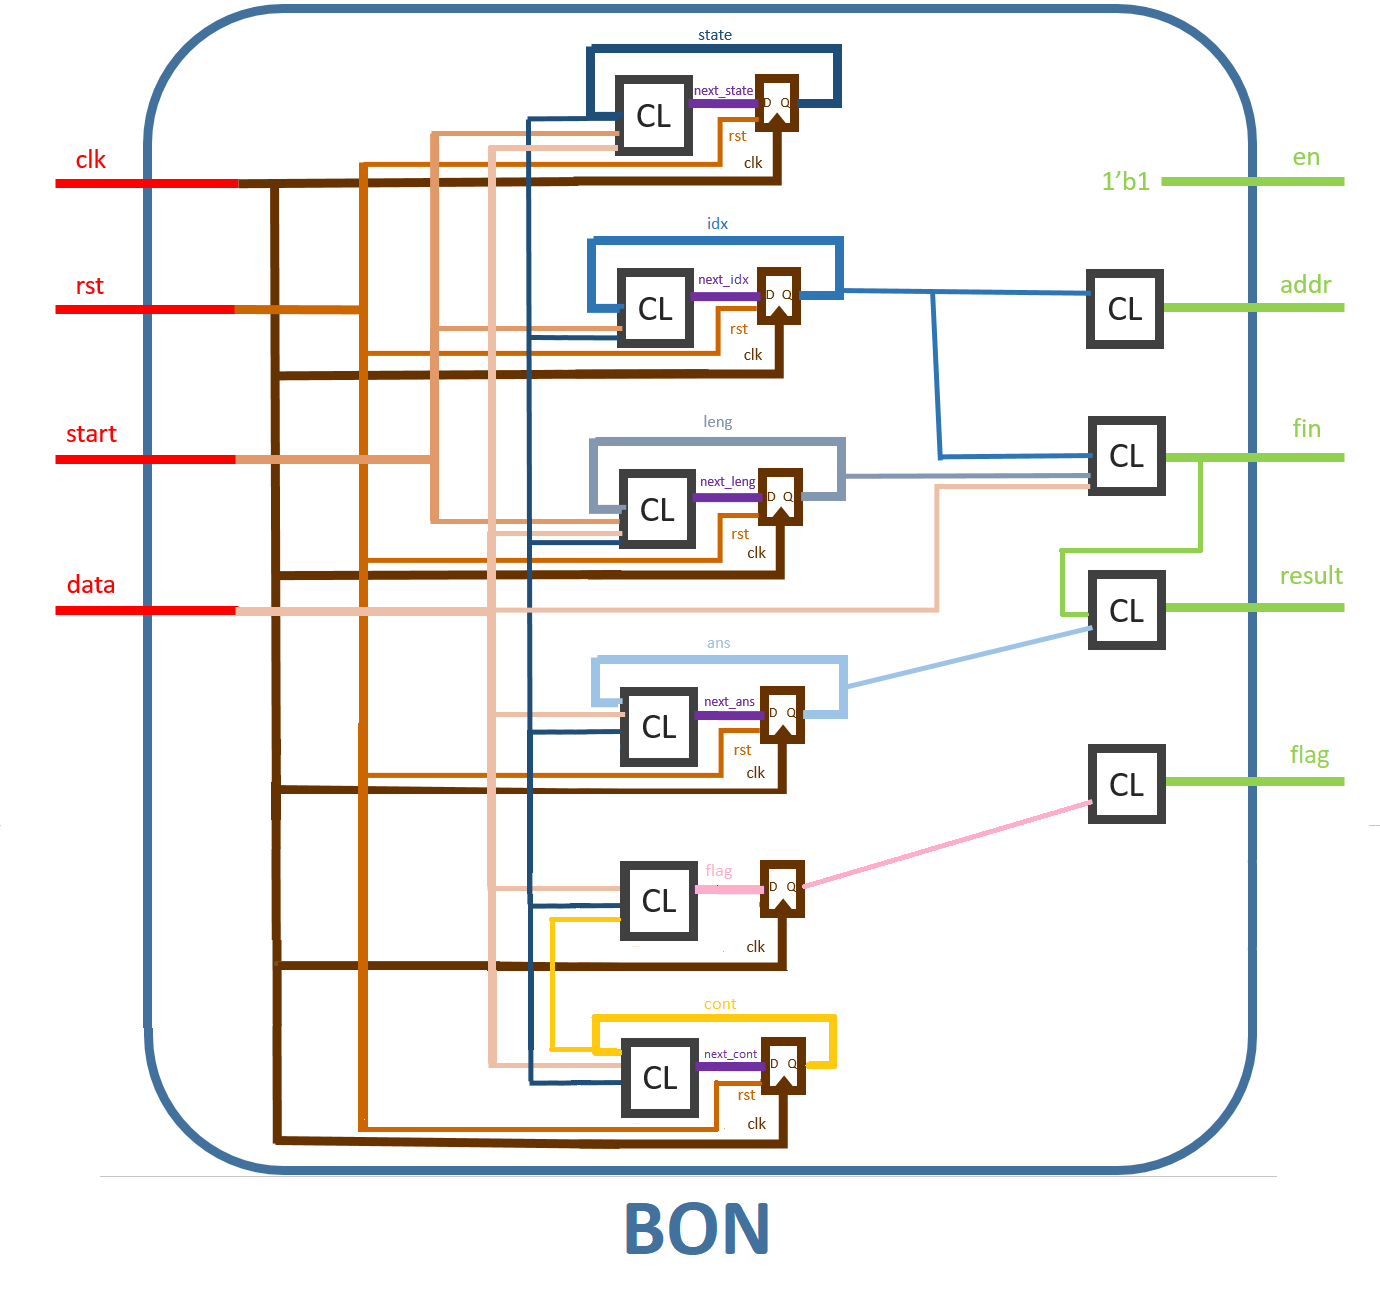 state
CL
next_state
D Q
rst
clk
clk
1'b1
en
idx
CL
next_idx
D Q
rst
clk
rst
CL
addr
leng
CL
next_leng
D Q
rst
clk
start
CL
fin
data
CL
result
ans
CL
next_ans
D Q
rst
clk
CL
flag
CL
flag
D Q
clk
cont
CL
next_cont
D Q
rst
clk
BON